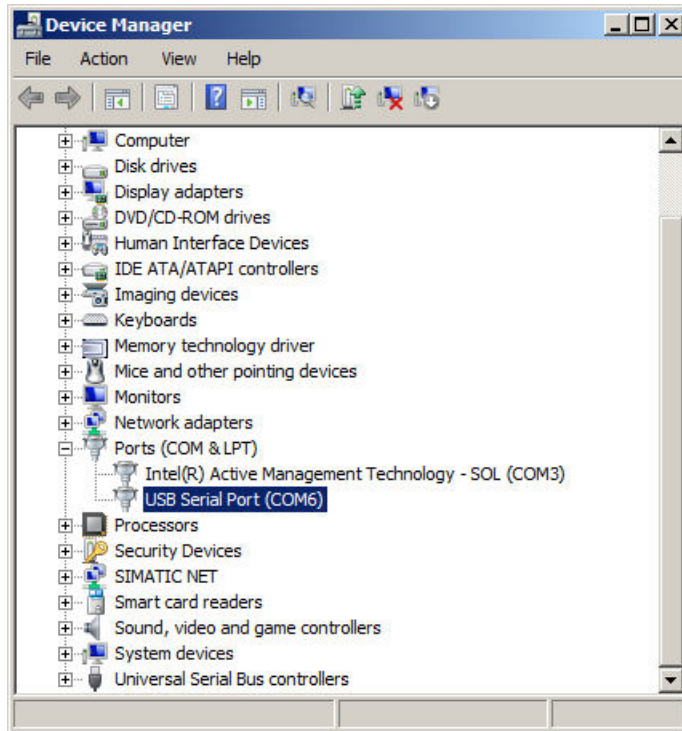 Device Manager
File Action View Help
Computer
Disk drives
Display adapters
DVD/CD-ROM drives
Human Interface Devices
IDE ATA/ATAPI controllers
Imaging devices
Keyboards
Memory technology driver
Mice and other pointing devices
Monitors
Network adapters
Ports (COM & LPT)
Intel(R) Active Management Technology - SOL (COM3)
USB Serial Port (COM6)
Processors
Security Devices
SIMATIC NET
Smart card readers
Sound, video and game controllers
System devices
Universal Serial Bus controllers